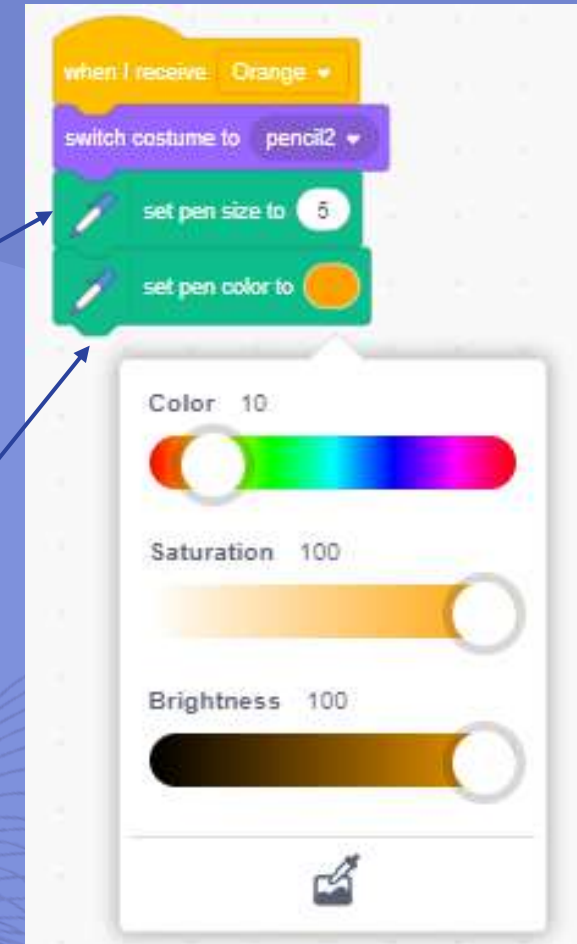 when I receive Orange
switch costume to pencil2
set pen size to 5
set pen color to
Color 10
Saturation 100
Brightness 100